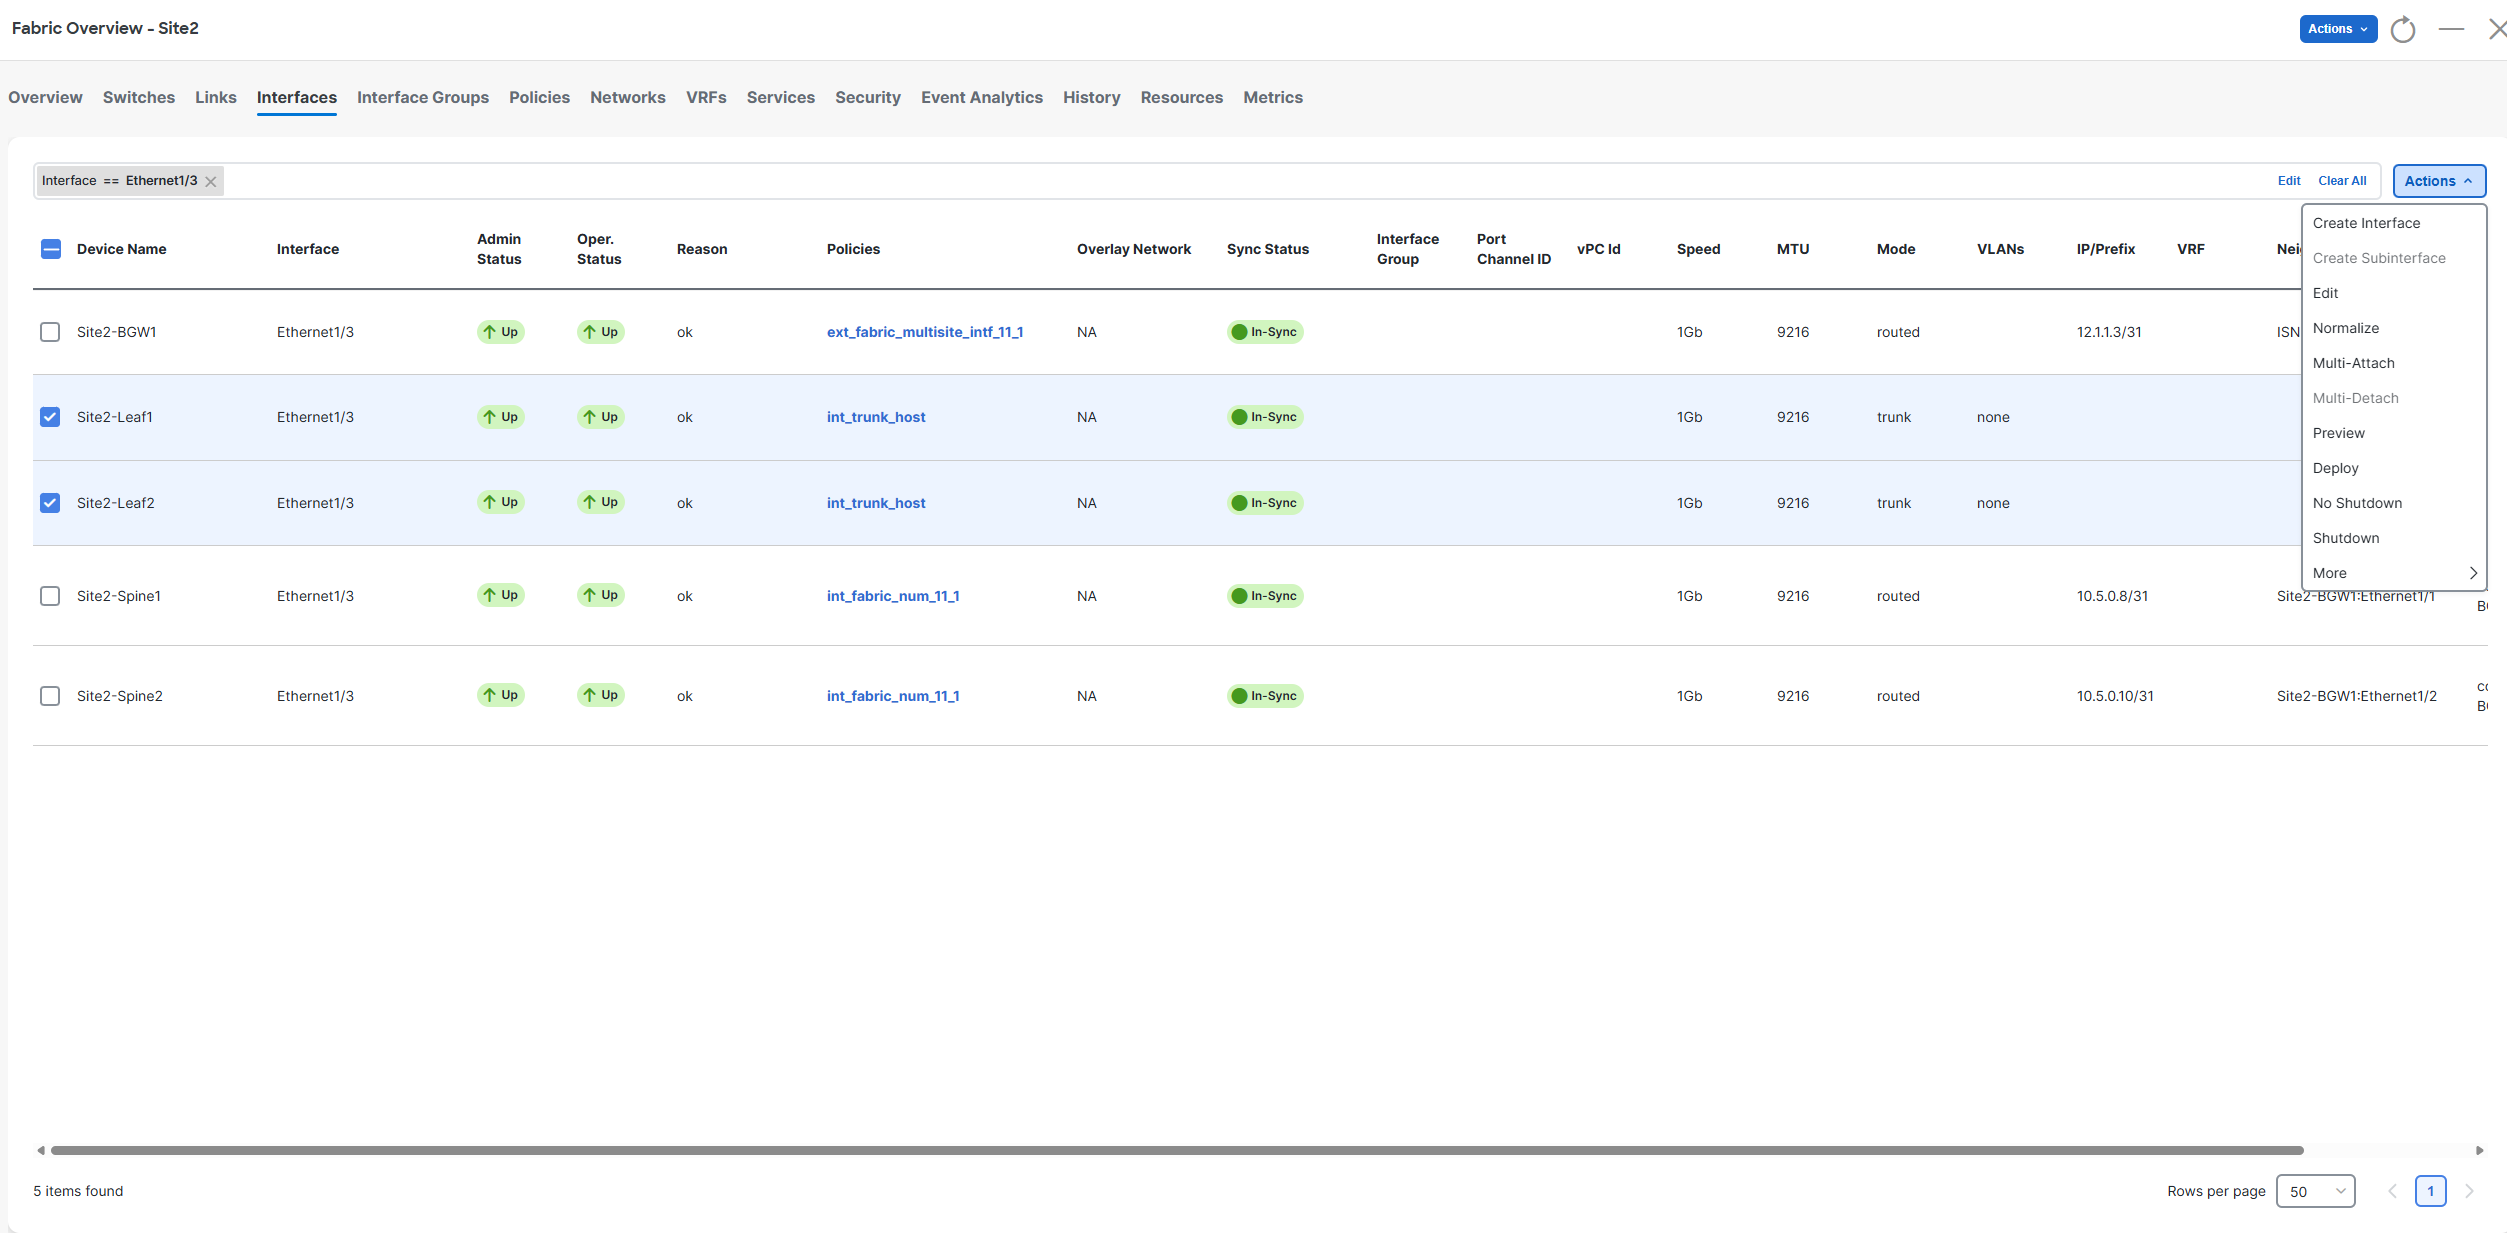 Fabric Overview - Site2
Actions
Overview Switches Links Interfaces Interface Groups Policies Networks VRFs Services Security Event Analytics History Resources Metrics
Interface == Ethernet1/3
Edit Clear All Actions
Device Name Interface Admin Status Oper. Status Reason Policies Overlay Network Sync Status Interface Group Port Channel ID vPC Id Speed MTU Mode VLANs IP/Prefix VRF
Site2-BGW1 Ethernet1/3 Up Up ok ext_fabric_multisite_intf_11_1 NA In-Sync 1Gb 9216 routed 12.1.1.3/31 ISN
Site2-Leaf1 Ethernet1/3 Up Up ok int_trunk_host NA In-Sync 1Gb 9216 trunk none
Site2-Leaf2 Ethernet1/3 Up Up ok int_trunk_host NA In-Sync 1Gb 9216 trunk none
Site2-Spine1 Ethernet1/3 Up Up ok int_fabric_num_11_1 NA In-Sync 1Gb 9216 routed 10.5.0.8/31 Site2-BGW1:Ethernet1/1
Site2-Spine2 Ethernet1/3 Up Up ok int_fabric_num_11_1 NA In-Sync 1Gb 9216 routed 10.5.0.10/31 Site2-BGW1:Ethernet1/2
Create Interface
Create Subinterface
Edit
Normalize
Multi-Attach
Multi-Detach
Preview
Deploy
No Shutdown
Shutdown
More
5 items found
Rows per page 50 1